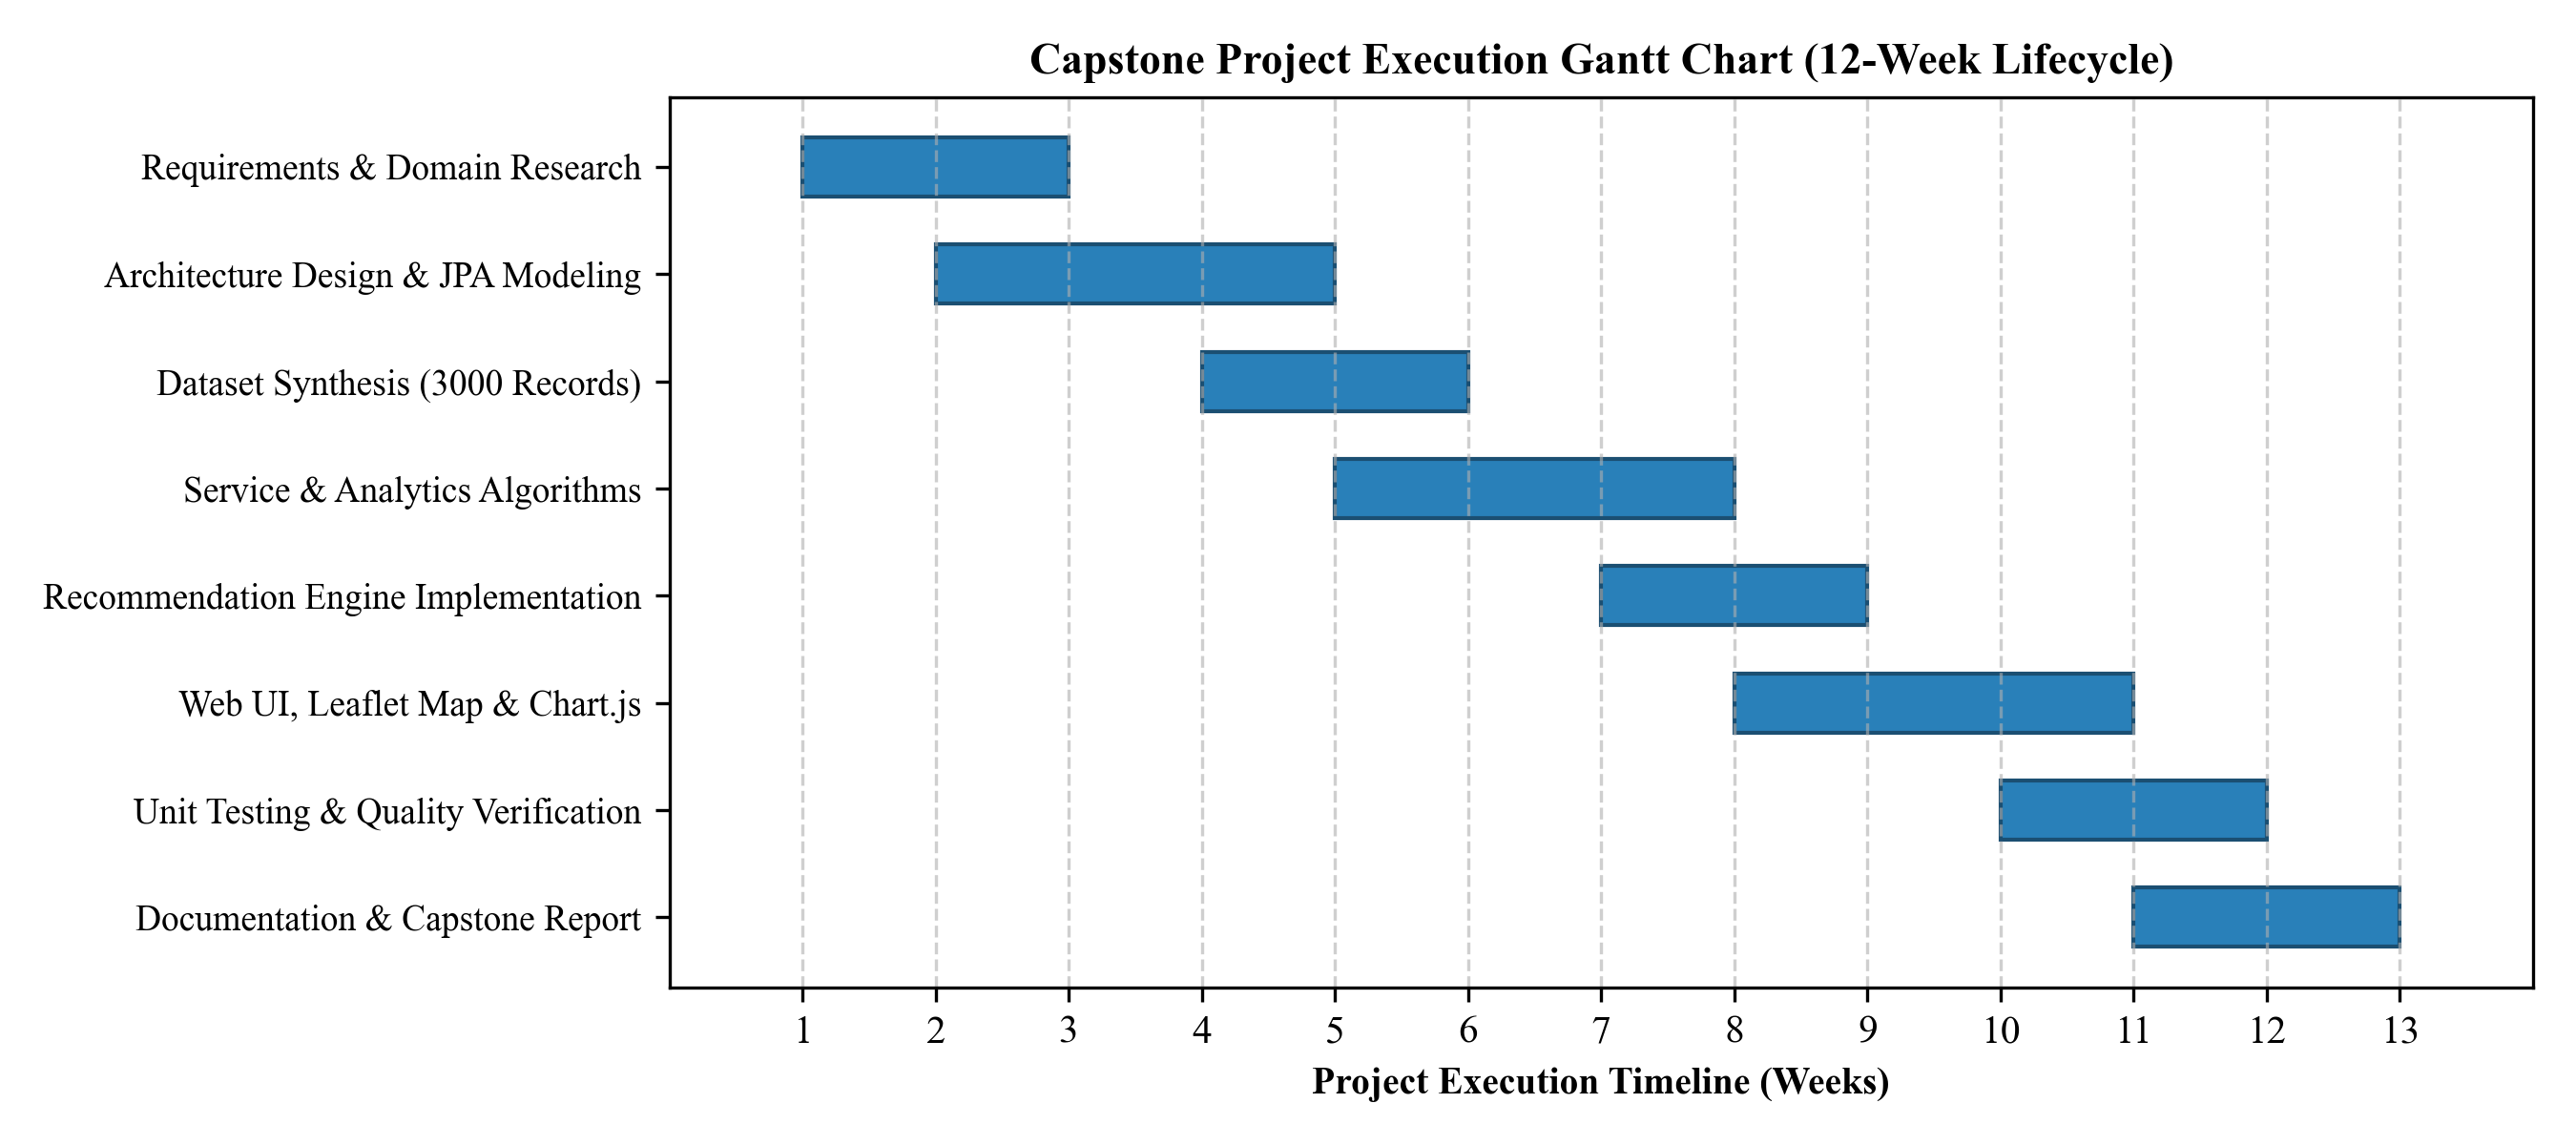 Capstone Project Execution Gantt Chart (12-Week Lifecycle)
Requirements & Domain Research
Architecture Design & JPA Modeling
Dataset Synthesis (3000 Records)
Service & Analytics Algorithms
Recommendation Engine Implementation
Web UI, Leaflet Map & Chart.js
Unit Testing & Quality Verification
Documentation & Capstone Report
1 2 3 4 5 6 7 8 9 10 11 12 13
Project Execution Timeline (Weeks)